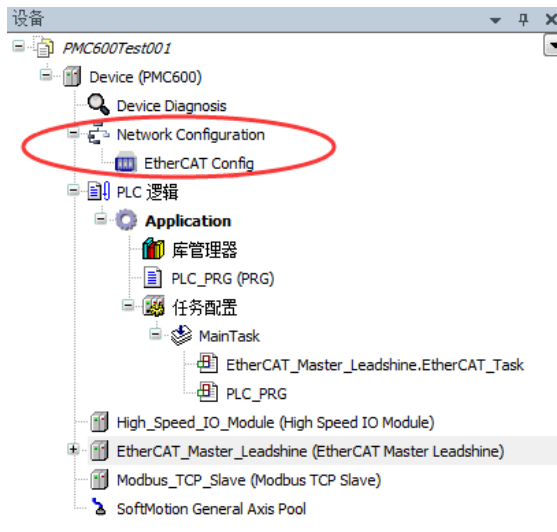 设备
PMC600Test001
Device (PMC600)
Device Diagnosis
Network Configuration
EtherCAT Config
PLC 逻辑
Application
库管理器
PLC_PRG (PRG)
任务配置
MainTask
EtherCAT_Master_Leadshine.EtherCAT_Task
PLC_PRG
High_Speed_IO_Module (High Speed IO Module)
EtherCAT_Master_Leadshine (EtherCAT Master Leadshine)
Modbus_TCP_Slave (Modbus TCP Slave)
SoftMotion General Axis Pool